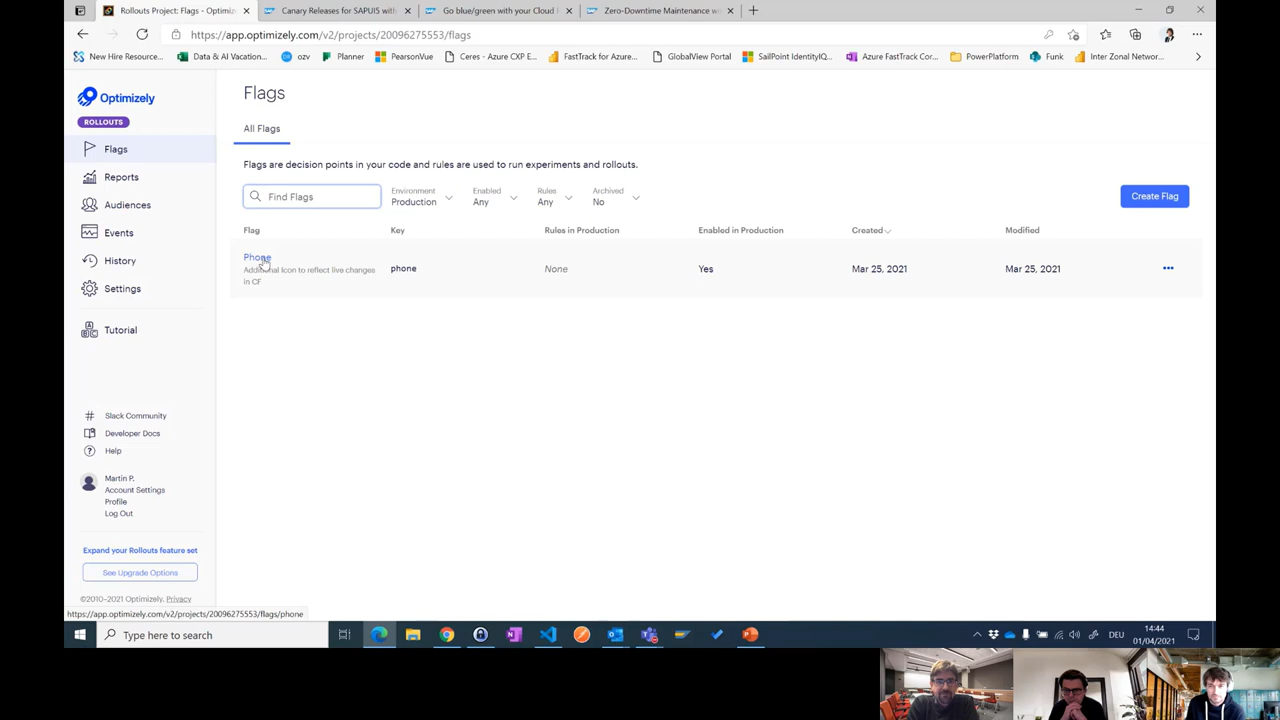 Rollouts Project: Flags - Optimiz
Canary Releases for SAPUI5 with
Go blue/green with your Cloud F
Zero-Downtime Maintenance wi
https://app.optimizely.com/v2/projects/20096275553/flags
New Hire Resource...
Data & AI Vacation...
ozv
Planner
PearsonVue
Ceres - Azure CXP E...
FastTrack for Azure...
GlobalView Portal
SailPoint IdentityIQ...
Azure FastTrack Cor...
PowerPlatform
Funk
Inter Zonal Networ...
Optimizely
ROLLOUTS
Flags
Reports
Audiences
Events
History
Settings
Tutorial
Slack Community
Developer Docs
Help
Martin P.
Account Settings
Profile
Log Out
Expand your Rollouts feature set
See Upgrade Options
©2010–2021 Optimizely. Privacy
Flags
All Flags
Flags are decision points in your code and rules are used to run experiments and rollouts.
Find Flags
Environment
Production
Enabled
Any
Rules
Any
Archived
No
Create Flag
Flag Key Rules in Production Enabled in Production Created Modified
Phone
Additional Icon to reflect live changes
in CF
phone None Yes Mar 25, 2021 Mar 25, 2021
https://app.optimizely.com/v2/projects/20096275553/flags/phone
Type here to search
DEU
14:44
01/04/2021